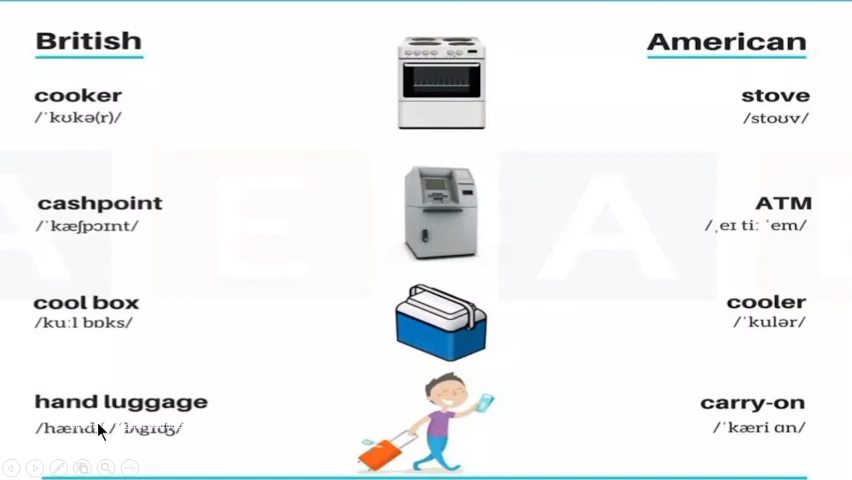 British
American
cooker
stove
/ˈkʊkə(r)/
/stoʊv/
cashpoint
ATM
/ˈkæʃpɔɪnt/
/ˌeɪ tiː ˈem/
cool box
cooler
/kuːl bɒks/
/ˈkulər/
hand luggage
carry-on
/ˈkæri ɑn/